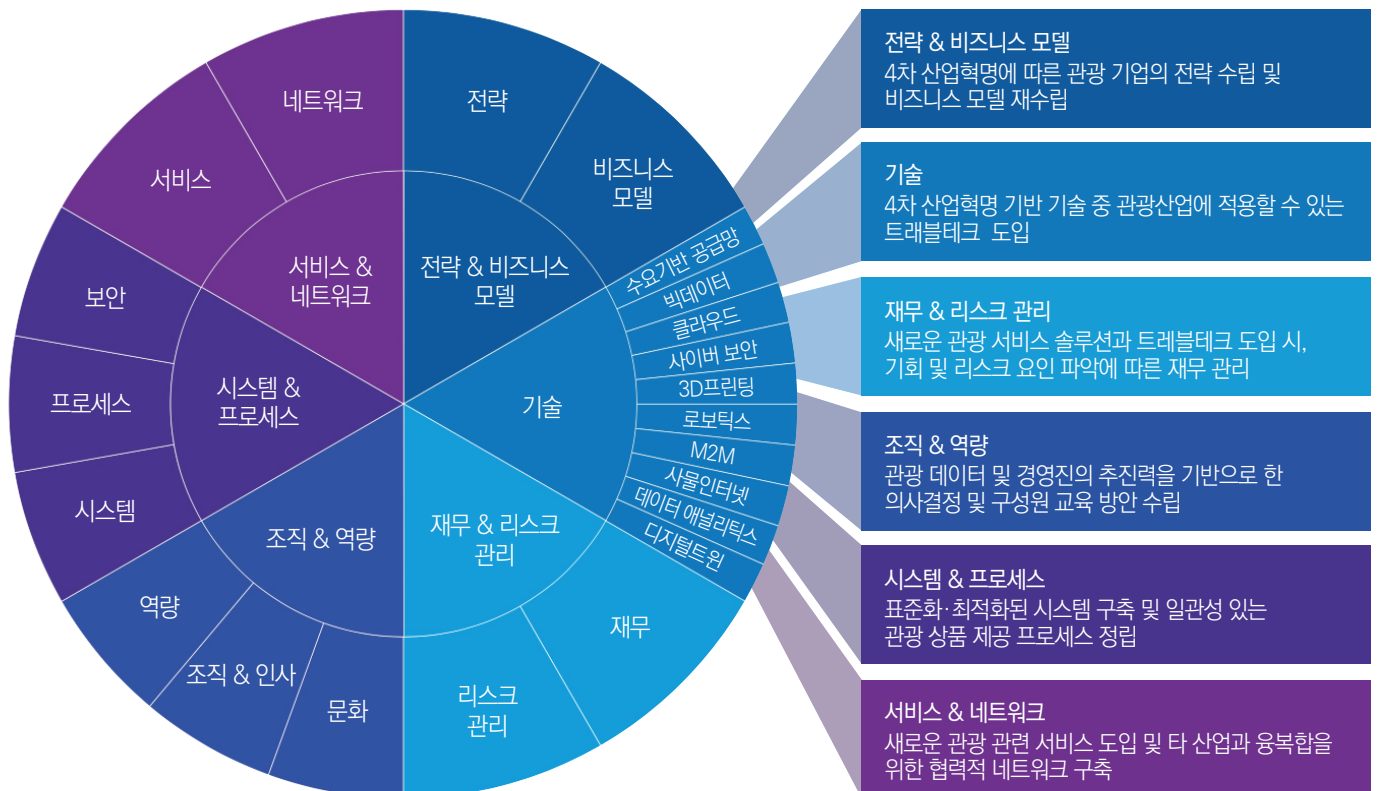 네트워크
전략
서비스
비즈니스
모델
서비스 &
네트워크
전략 & 비즈니스
모델
보안
프로세스
시스템
시스템 &
프로세스
기술
수요기반 공급망
빅데이터
클라우드
사이버 보안
3D프린팅
로보틱스
M2M
사물인터넷
데이터 애널리틱스
디지털트윈
조직 & 역량
재무 & 리스크
관리
역량
조직 & 인사
문화
리스크
관리
재무
전략 & 비즈니스 모델
4차 산업혁명에 따른 관광 기업의 전략 수립 및
비즈니스 모델 재수립
기술
4차 산업혁명 기반 기술 중 관광산업에 적용할 수 있는
트래블테크 도입
재무 & 리스크 관리
새로운 관광 서비스 솔루션과 트레블테크 도입 시,
기회 및 리스크 요인 파악에 따른 재무 관리
조직 & 역량
관광 데이터 및 경영진의 추진력을 기반으로 한
의사결정 및 구성원 교육 방안 수립
시스템 & 프로세스
표준화·최적화된 시스템 구축 및 일관성 있는
관광 상품 제공 프로세스 정립
서비스 & 네트워크
새로운 관광 관련 서비스 도입 및 타 산업과 융복합을
위한 협력적 네트워크 구축